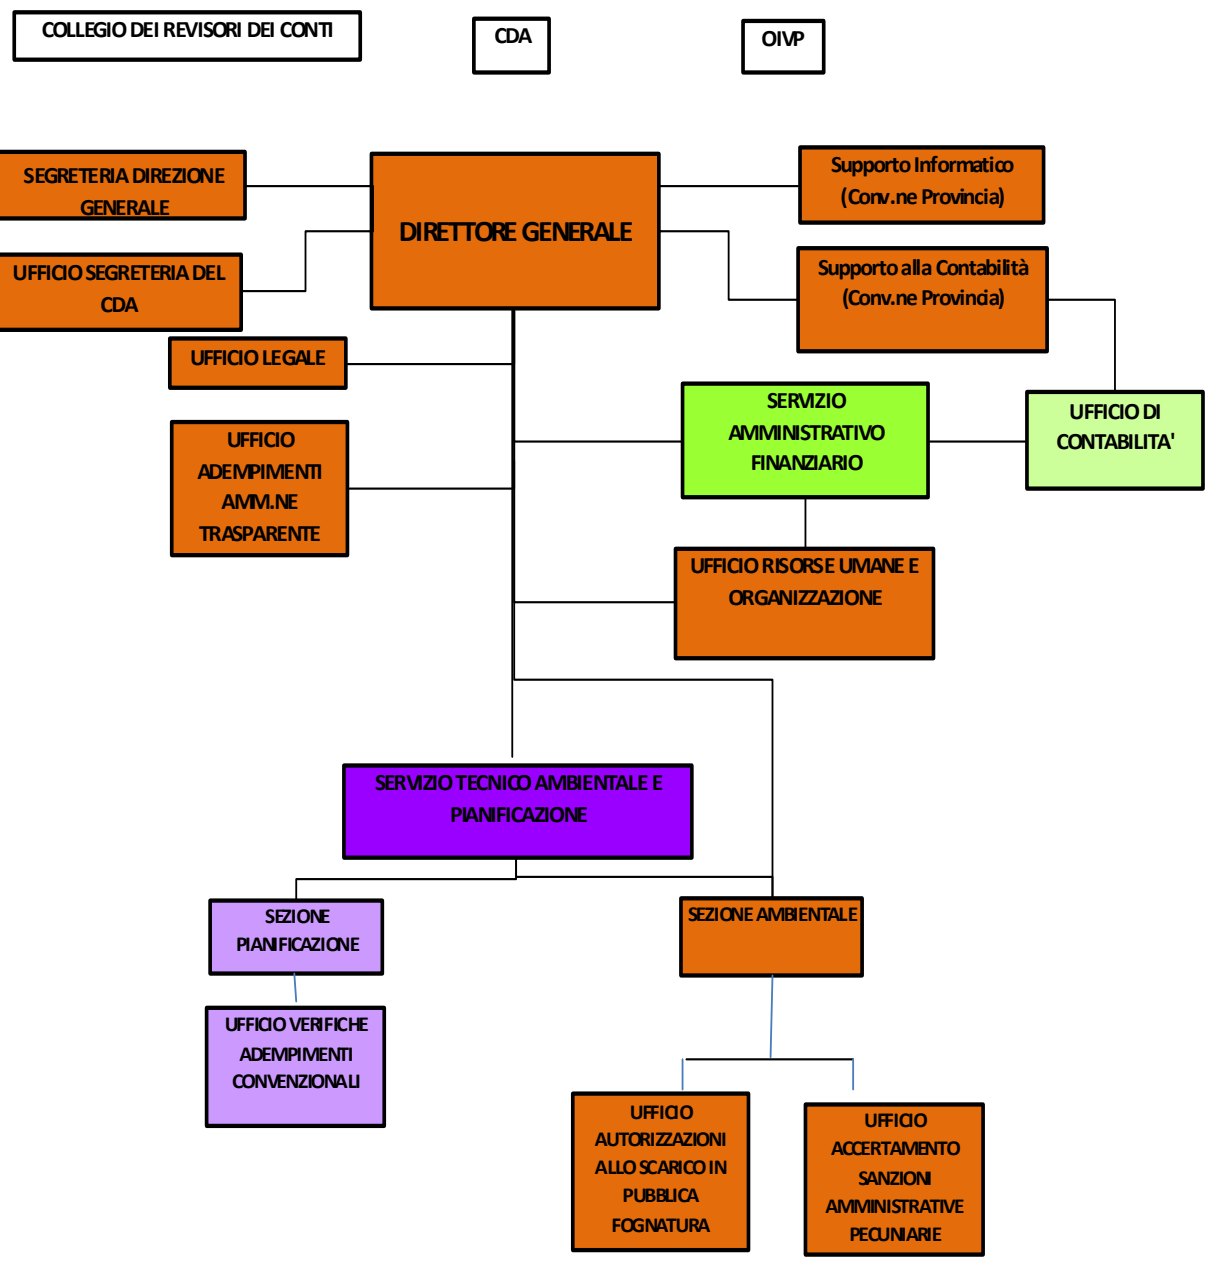 COLLEGIO DEI REVISORI DEI CONTI
CDA
OIVP
SEGRETERIA DIREZIONE
GENERALE
DIRETTORE GENERALE
Supporto Informatico
(Conv.ne Provincia)
UFFICIO SEGRETERIA DEL
CDA
Supporto alla Contabilità
(Conv.ne Provincia)
UFFICIO LEGALE
SERVIZIO
AMMINISTRATIVO
FINANZIARIO
UFFICIO DI
CONTABILITA'
UFFICIO
ADEMPIMENTI
AMM.NE
TRASPARENTE
UFFICIO RISORSE UMANE E
ORGANIZZAZIONE
SERVIZIO TECNICO AMBIENTALE E
PIANIFICAZIONE
SEZIONE
PIANIFICAZIONE
SEZIONE AMBIENTALE
UFFICIO VERIFICHE
ADEMPIMENTI
CONVENZIONALI
UFFICIO
AUTORIZZAZIONI
ALLO SCARICO IN
PUBBLICA
FOGNATURA
UFFICIO
ACCERTAMENTO
SANZIONI
AMMINISTRATIVE
PECUNIARIE